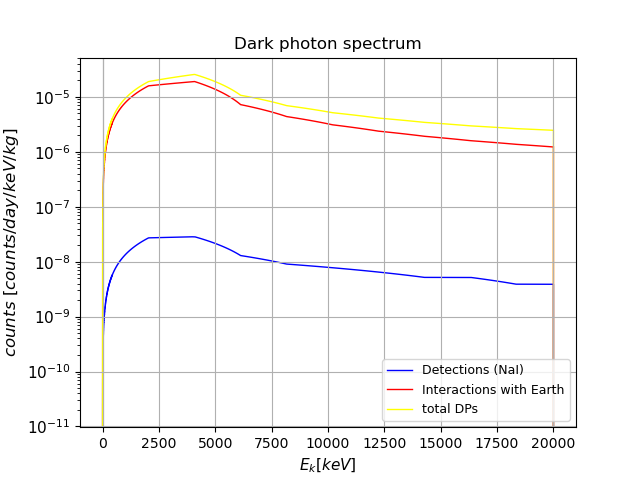 Dark photon spectrum
counts [counts/day/keV/kg]
10⁻⁵
10⁻⁶
10⁻⁷
10⁻⁸
10⁻⁹
10⁻¹⁰
10⁻¹¹
Detections (NaI)
Interactions with Earth
total DPs
0 2500 5000 7500 10000 12500 15000 17500 20000
Eₖ[keV]